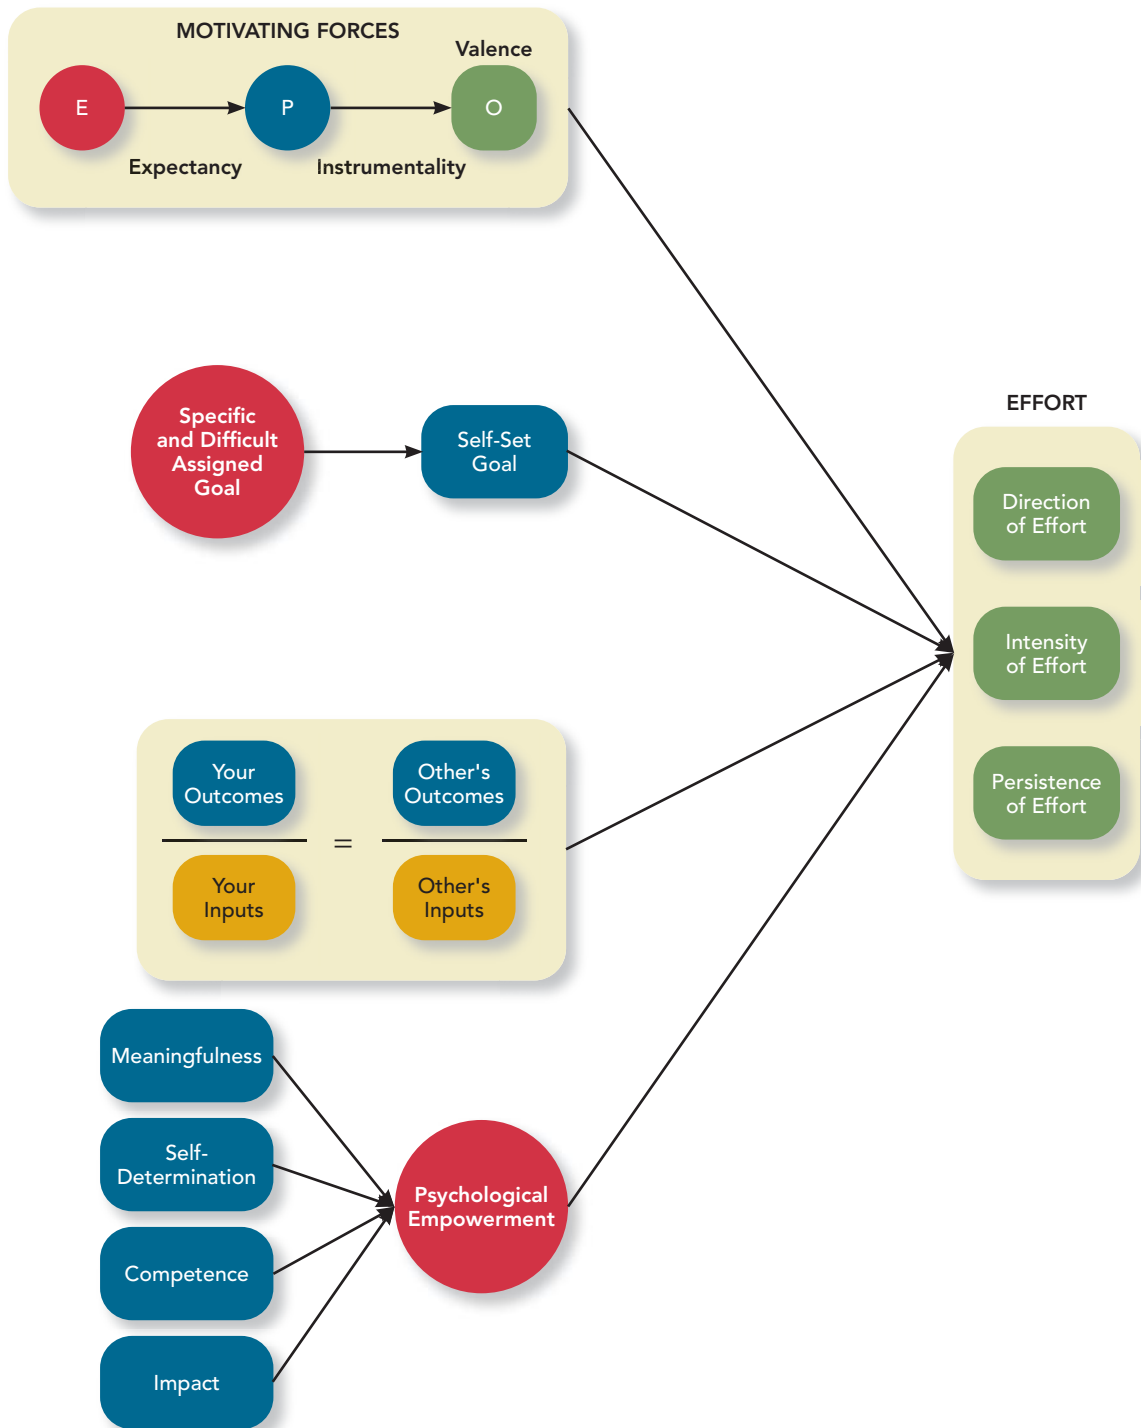 MOTIVATING FORCES
Valence
E
P
O
Expectancy
Instrumentality
Specific
and Difficult
Assigned
Goal
Self-Set
Goal
EFFORT
Direction
of Effort
Intensity
of Effort
Persistence
of Effort
Your
Outcomes
=
Other's
Outcomes
Your
Inputs
Other's
Inputs
Meaningfulness
Self-
Determination
Competence
Impact
Psychological
Empowerment